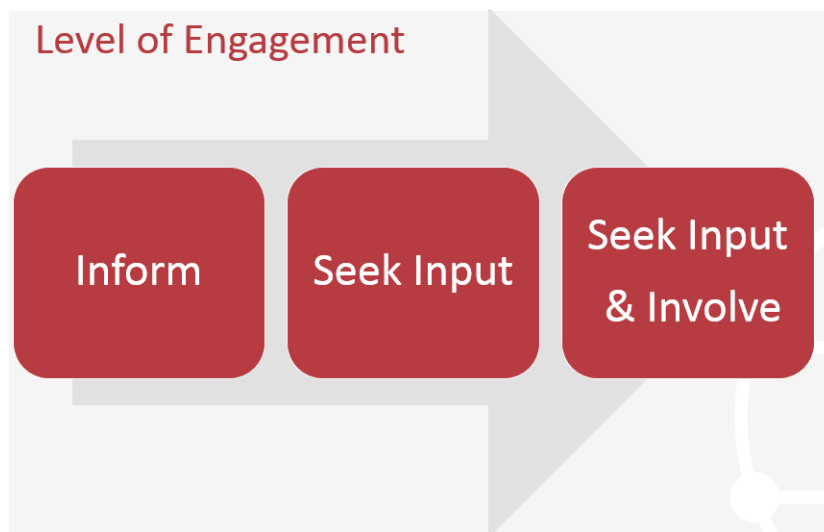 Level of Engagement
Inform
Seek Input
Seek Input
& Involve